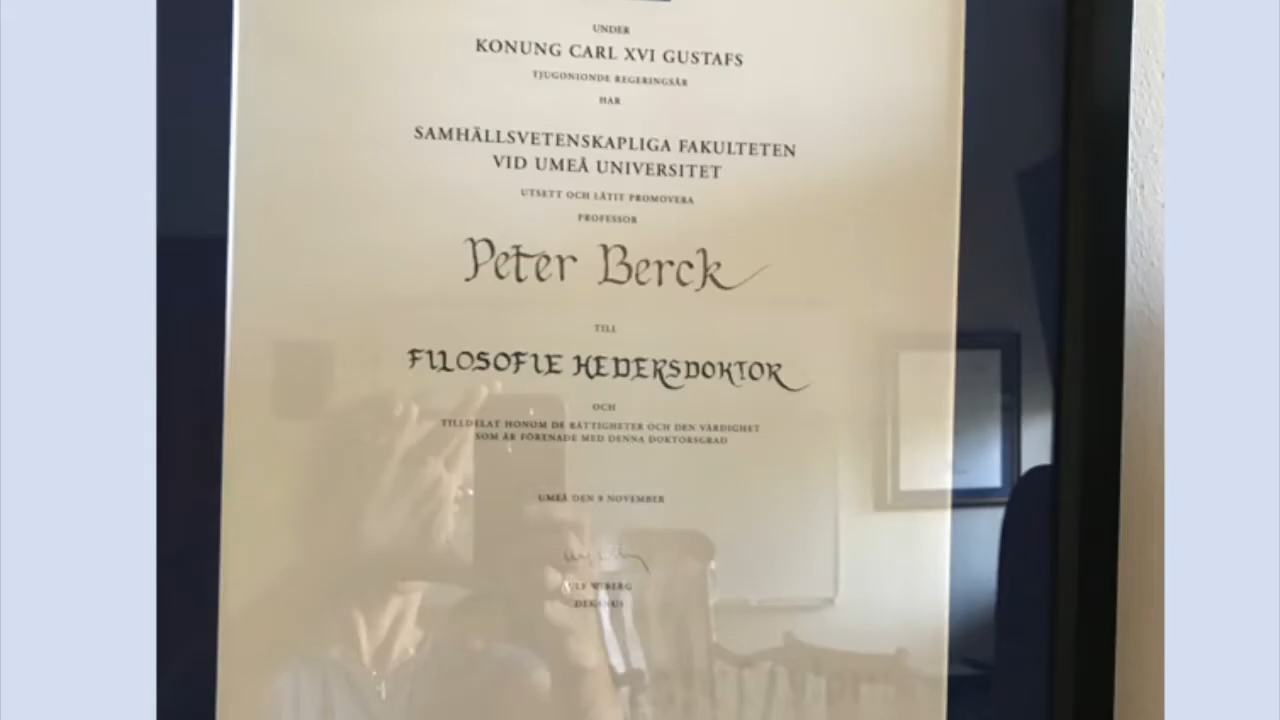 UNDER
KONUNG CARL XVI GUSTAFS
TJUGONIONDE REGERINGSÅR
HAR
SAMHÄLLSVETENSKAPLIGA FAKULTETEN
VID UMEÅ UNIVERSITET
UTSETT OCH LÅTIT PROMOVERA
PROFESSOR
Peter Berck
TILL
FILOSOFIE HEDERSDOKTOR
OCH
TILLDELAT HONOM DE RÄTTIGHETER OCH DEN VÄRDIGHET
SOM ÄR FÖRENADE MED DENNA DOKTORSGRAD
UMEÅ DEN 9 NOVEMBER
ULF WIBERG
DEKANUS